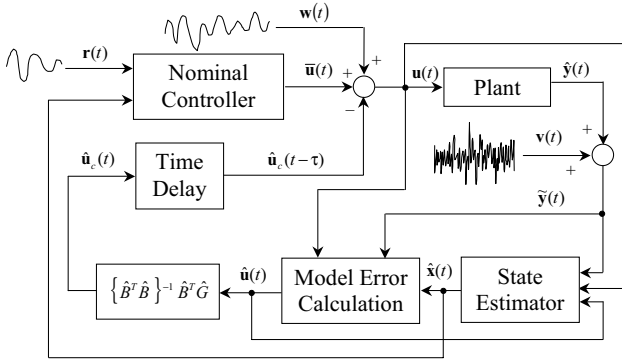 w(t)
r(t)
Nominal
Controller
ū(t)
+
+
−
u(t)
Plant
ŷ(t)
v(t)
+
+
û_c(t)
Time
Delay
û_c(t−τ)
ỹ(t)
{B̂^T B̂}^−1 B̂^T Ĝ
û(t)
Model Error
Calculation
x̂(t)
State
Estimator